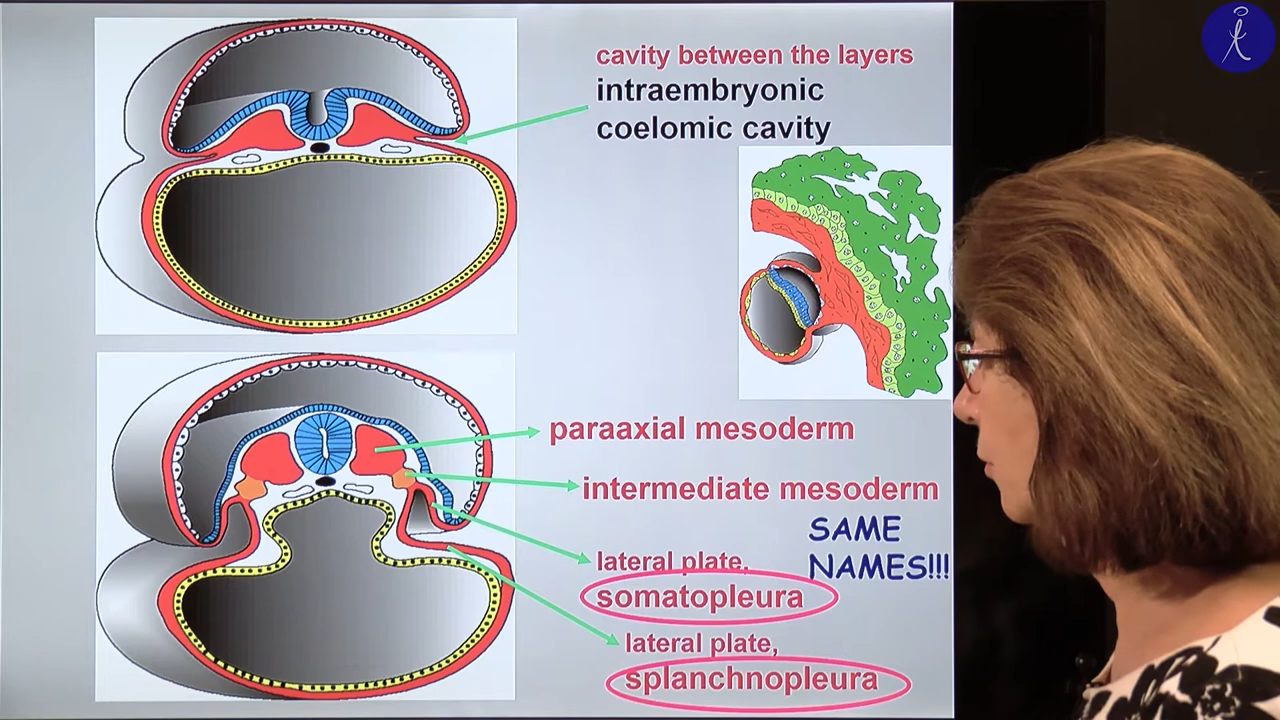 cavity between the layers
intraembryonic
coelomic cavity
paraaxial mesoderm
intermediate mesoderm
SAME
NAMES!!!
lateral plate,
somatopleura
lateral plate,
splanchnopleura